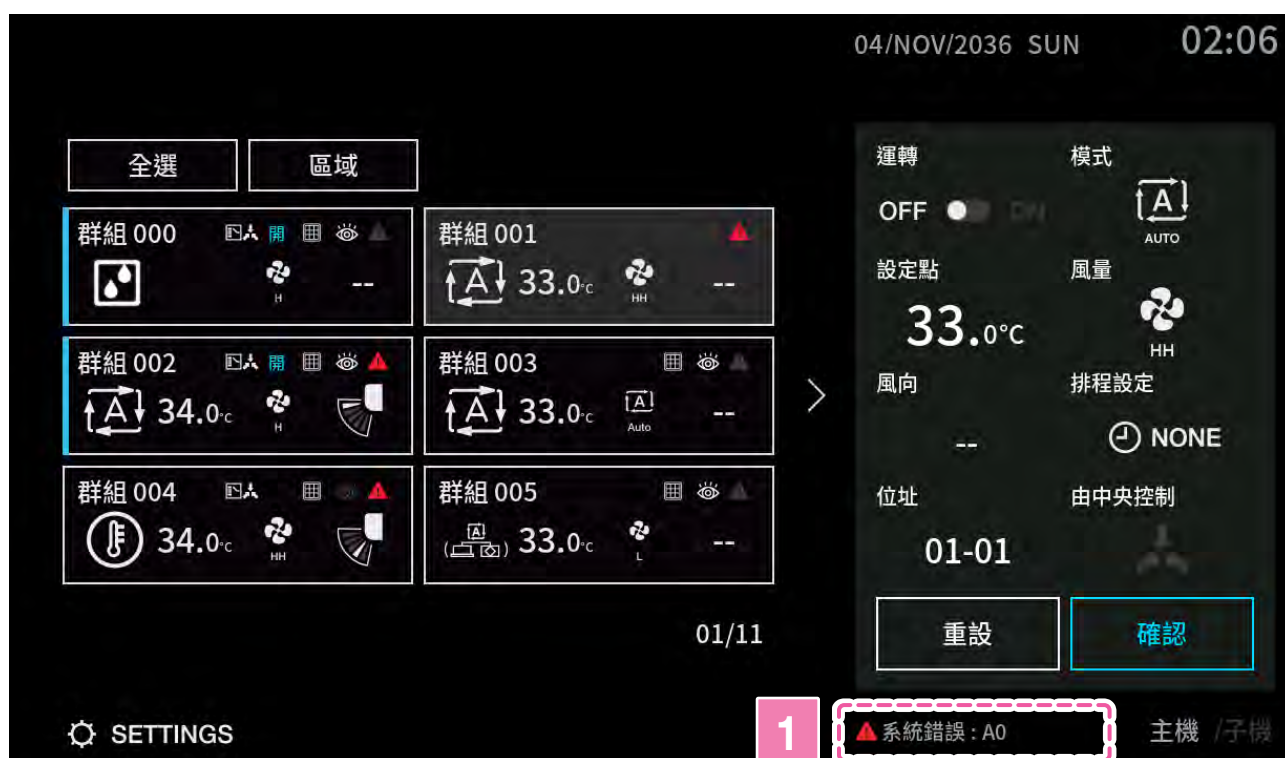 04/NOV/2036 SUN 02:06
全選 區域
群組 000 開
H --
群組 001
A 33.0°C HH --
群組 002 開
A 34.0°C H
群組 003
A 33.0°C A Auto --
群組 004
34.0°C HH
群組 005
A 33.0°C L --
01/11
運轉 模式
OFF ON A
AUTO
設定點 風量
33.0°C HH
風向 排程設定
-- NONE
位址 由中央控制
01-01
重設 確認
SETTINGS 1 系統錯誤 : A0 主機 /子機